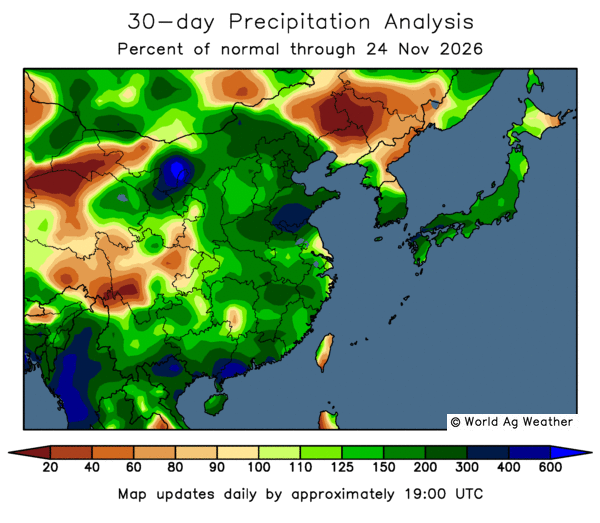 30-day Precipitation Analysis
Percent of normal through 24 Nov 2026
© World Ag Weather
20 40 60 80 90 100 110 125 150 200 300 400 600
Map updates daily by approximately 19:00 UTC